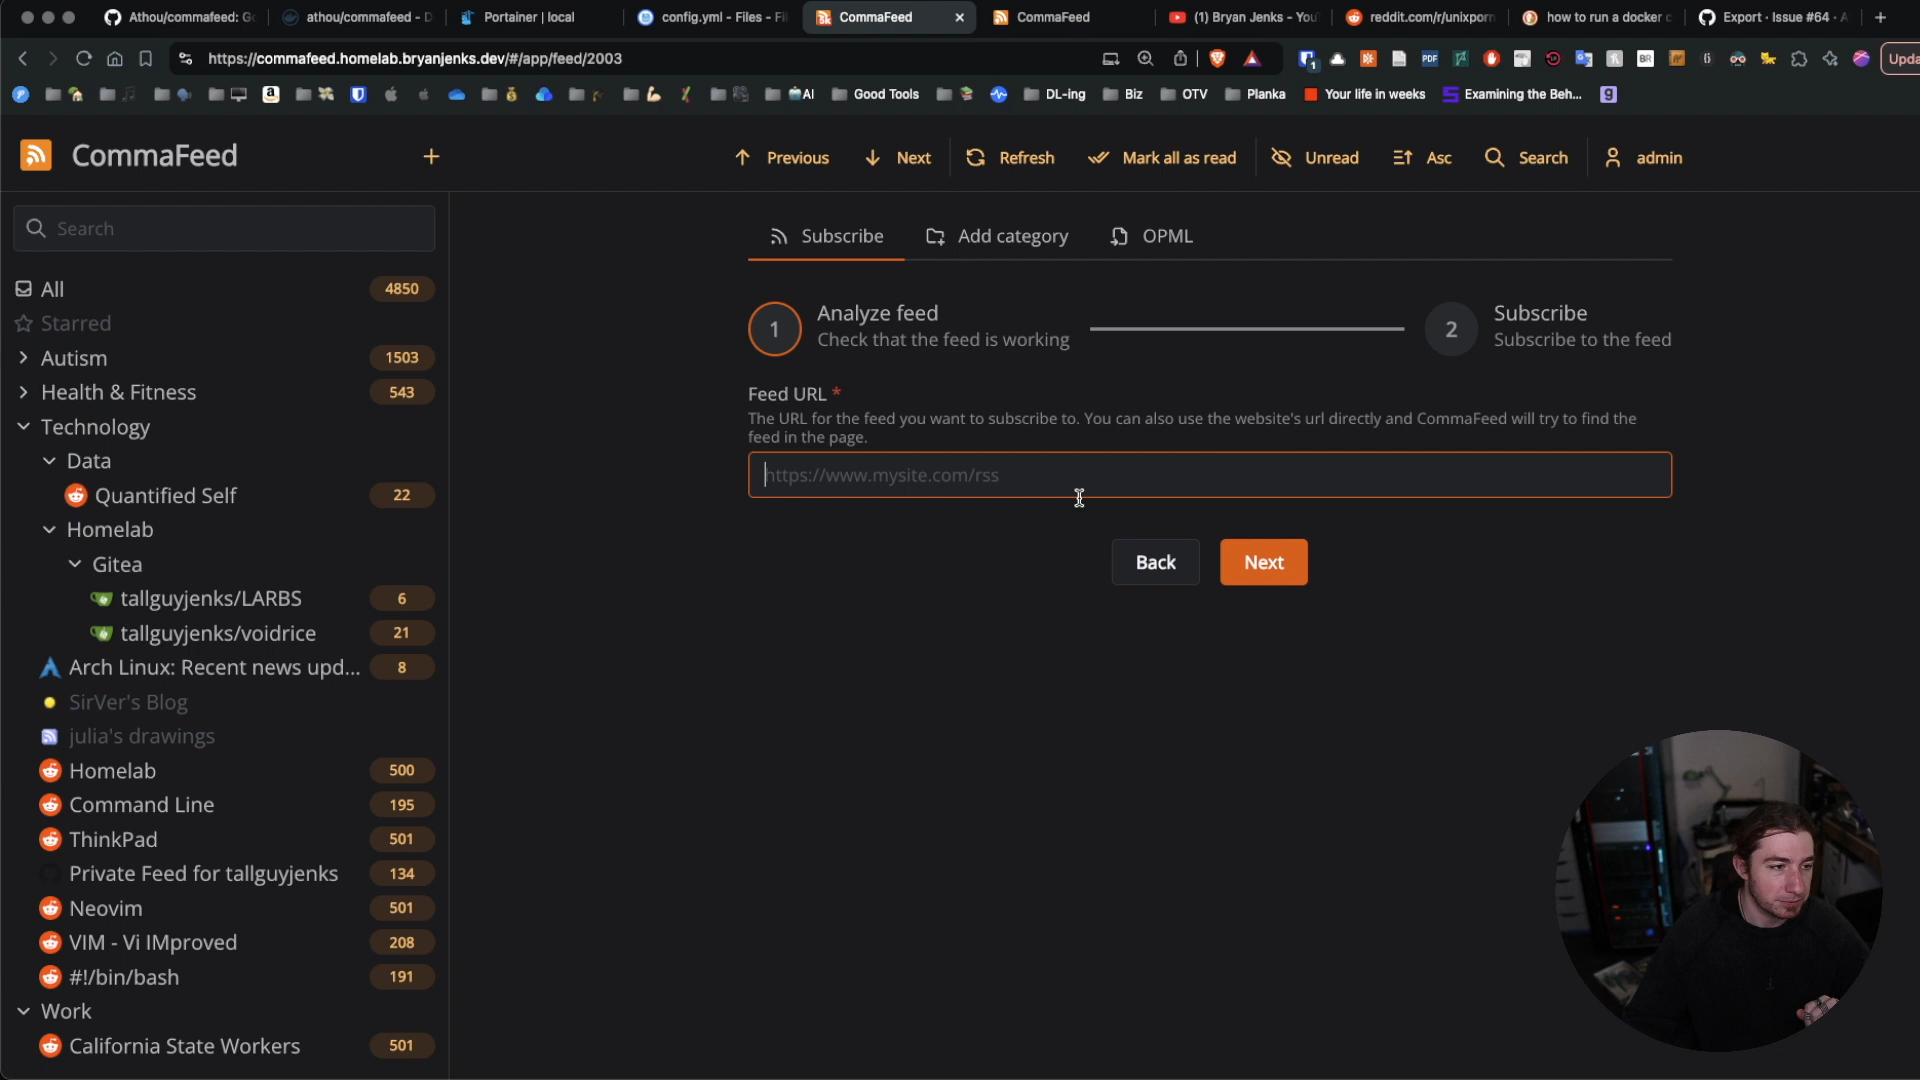 Athou/commafeed: G
athou/commafeed - D
Portainer | local
config.yml - Files - Fi
CommaFeed
CommaFeed
(1) Bryan Jenks - You
reddit.com/r/unixporn
how to run a docker c
Export · Issue #64 · A
https://commafeed.homelab.bryanjenks.dev/#/app/feed/2003
1
PDF
BR
Upda
AI
Good Tools
DL-ing
Biz
OTV
Planka
Your life in weeks
Examining the Beh...
CommaFeed
Previous
Next
Refresh
Mark all as read
Unread
Asc
Search
admin
Search
All 4850
Starred
Autism 1503
Health & Fitness 543
Technology
Data
Quantified Self 22
Homelab
Gitea
tallguyjenks/LARBS 6
tallguyjenks/voidrice 21
Arch Linux: Recent news upd... 8
SirVer's Blog
julia's drawings
Homelab 500
Command Line 195
ThinkPad 501
Private Feed for tallguyjenks 134
Neovim 501
VIM - Vi IMproved 208
#!/bin/bash 191
Work
California State Workers 501
Subscribe
Add category
OPML
1
Analyze feed
Check that the feed is working
2
Subscribe
Subscribe to the feed
Feed URL *
The URL for the feed you want to subscribe to. You can also use the website's url directly and CommaFeed will try to find the
feed in the page.
https://www.mysite.com/rss
Back
Next